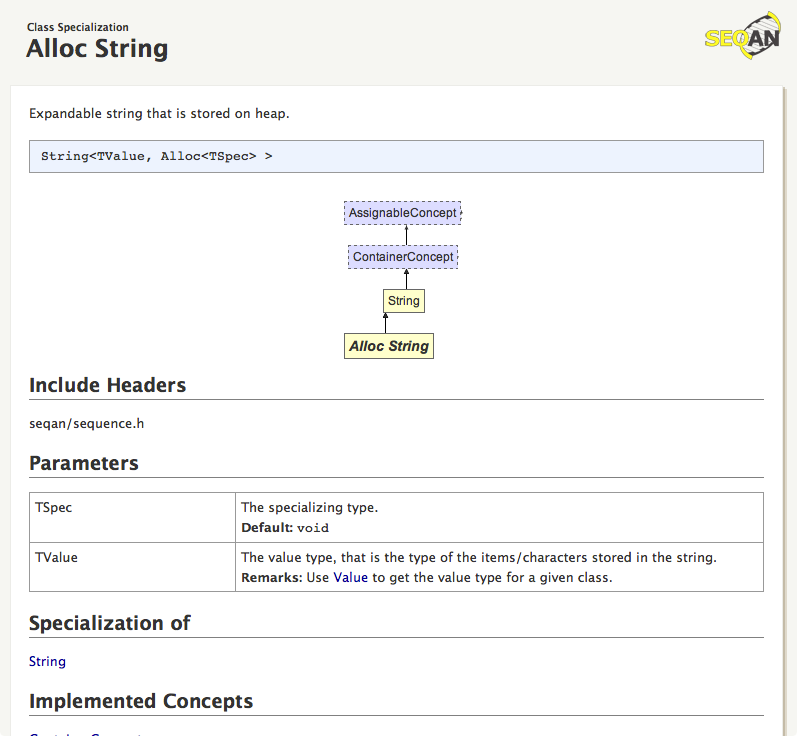 Class Specialization
Alloc String
SEQAN
Expandable string that is stored on heap.
String<TValue, Alloc<TSpec> >
AssignableConcept
ContainerConcept
String
Alloc String
Include Headers
seqan/sequence.h
Parameters
TSpec
The specializing type.
Default: void
TValue
The value type, that is the type of the items/characters stored in the string.
Remarks: Use Value to get the value type for a given class.
Specialization of
String
Implemented Concepts